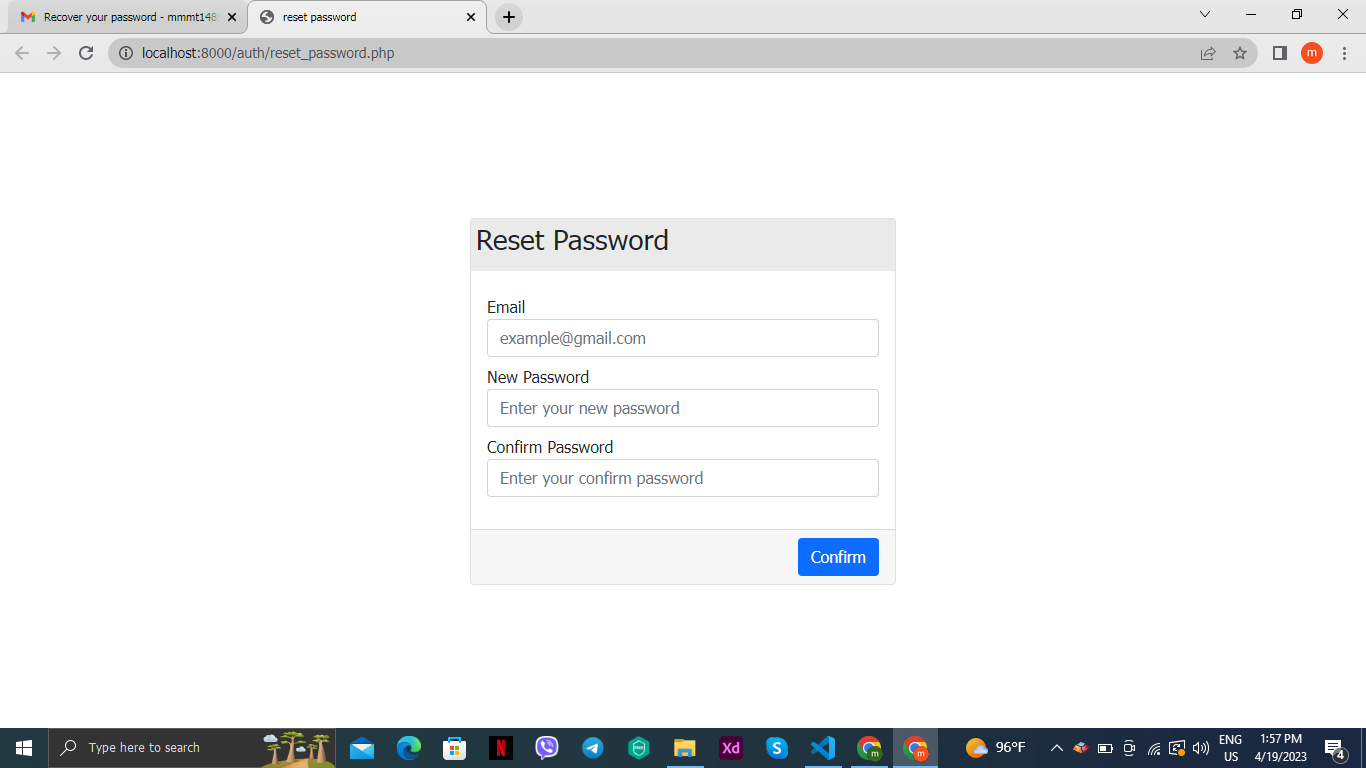 Recover your password - mmmt148
reset password
localhost:8000/auth/reset_password.php
m
Reset Password
Email
example@gmail.com
New Password
Enter your new password
Confirm Password
Enter your confirm password
Confirm
Type here to search
N
Xd
S
m
m
96°F
ENG
US
1:57 PM
4/19/2023
4